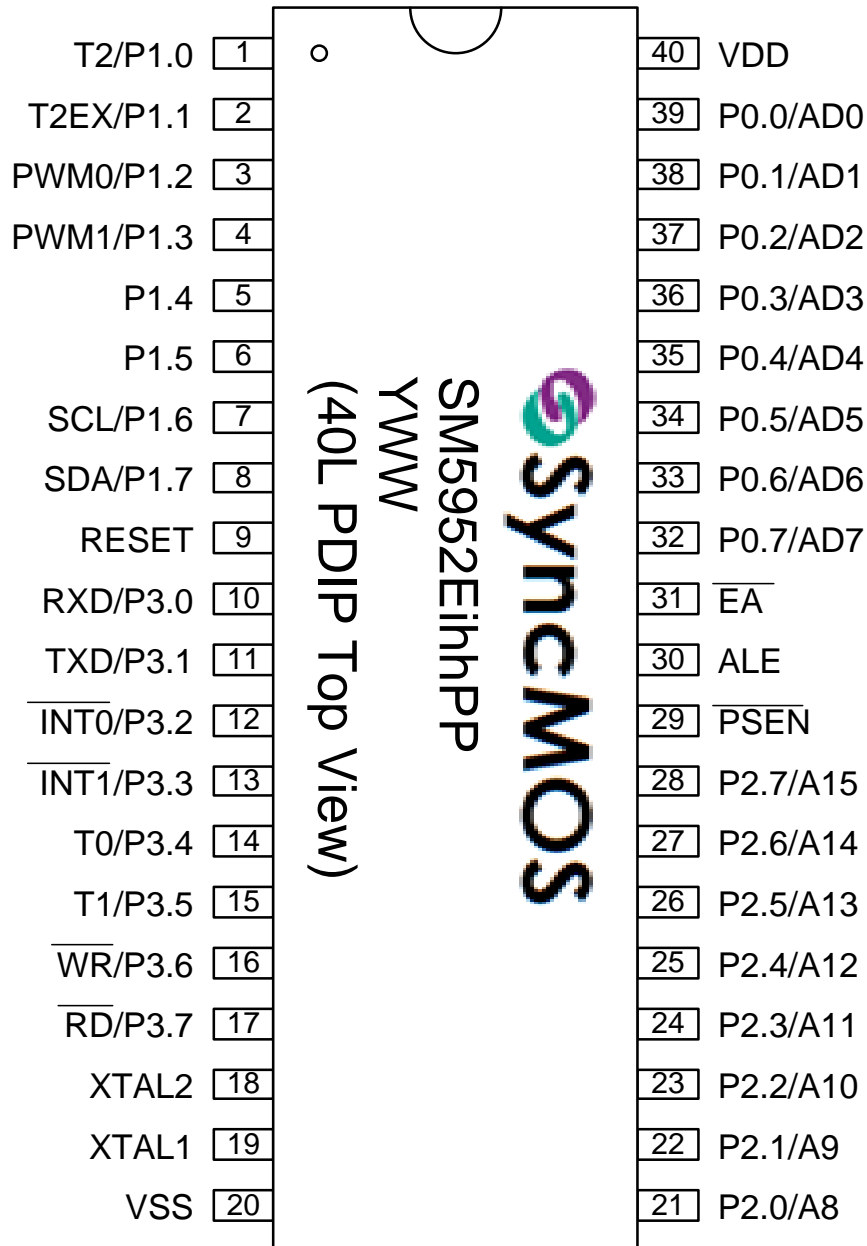 T2/P1.0 1
T2EX/P1.1 2
PWM0/P1.2 3
PWM1/P1.3 4
P1.4 5
P1.5 6
SCL/P1.6 7
SDA/P1.7 8
RESET 9
RXD/P3.0 10
TXD/P3.1 11
I̅N̅T̅0̅/P3.2 12
I̅N̅T̅1̅/P3.3 13
T0/P3.4 14
T1/P3.5 15
W̅R̅/P3.6 16
R̅D̅/P3.7 17
XTAL2 18
XTAL1 19
VSS 20
SyncMOS
SM5952EihhPP
YWW
(40L PDIP Top View)
40 VDD
39 P0.0/AD0
38 P0.1/AD1
37 P0.2/AD2
36 P0.3/AD3
35 P0.4/AD4
34 P0.5/AD5
33 P0.6/AD6
32 P0.7/AD7
31 E̅A̅
30 ALE
29 P̅S̅E̅N̅
28 P2.7/A15
27 P2.6/A14
26 P2.5/A13
25 P2.4/A12
24 P2.3/A11
23 P2.2/A10
22 P2.1/A9
21 P2.0/A8